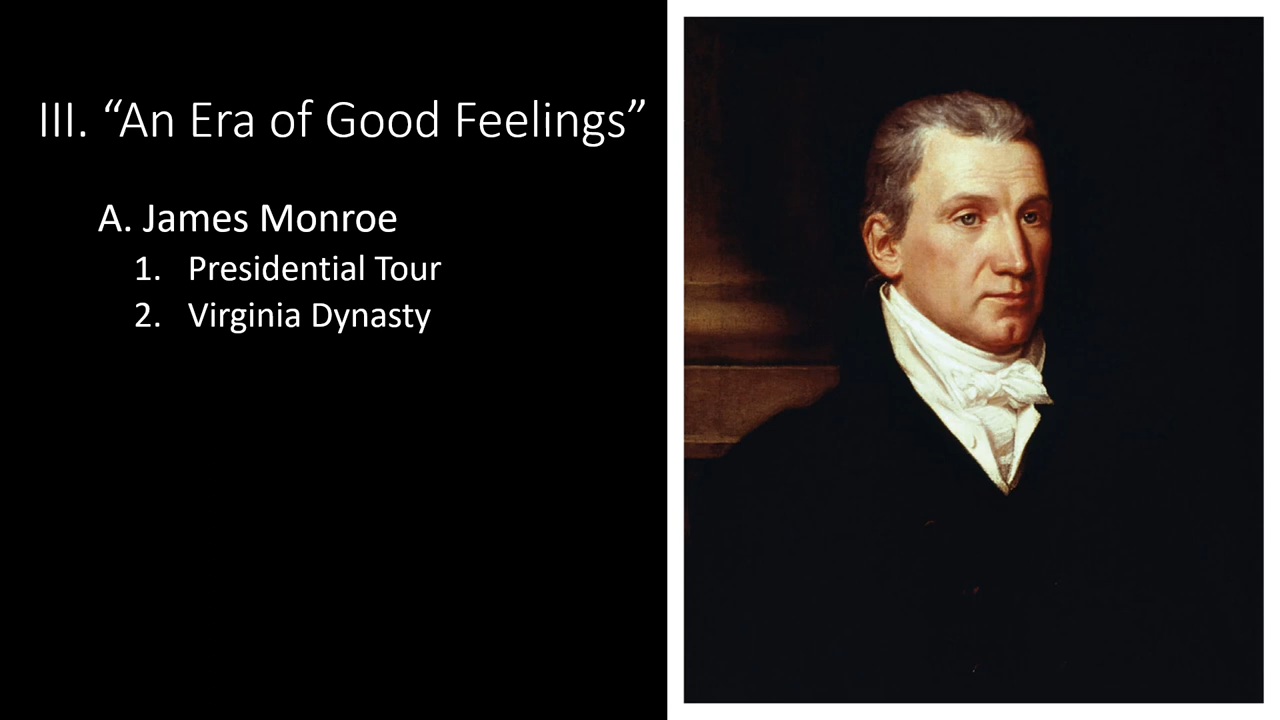 III. “An Era of Good Feelings”
A. James Monroe
1. Presidential Tour
2. Virginia Dynasty